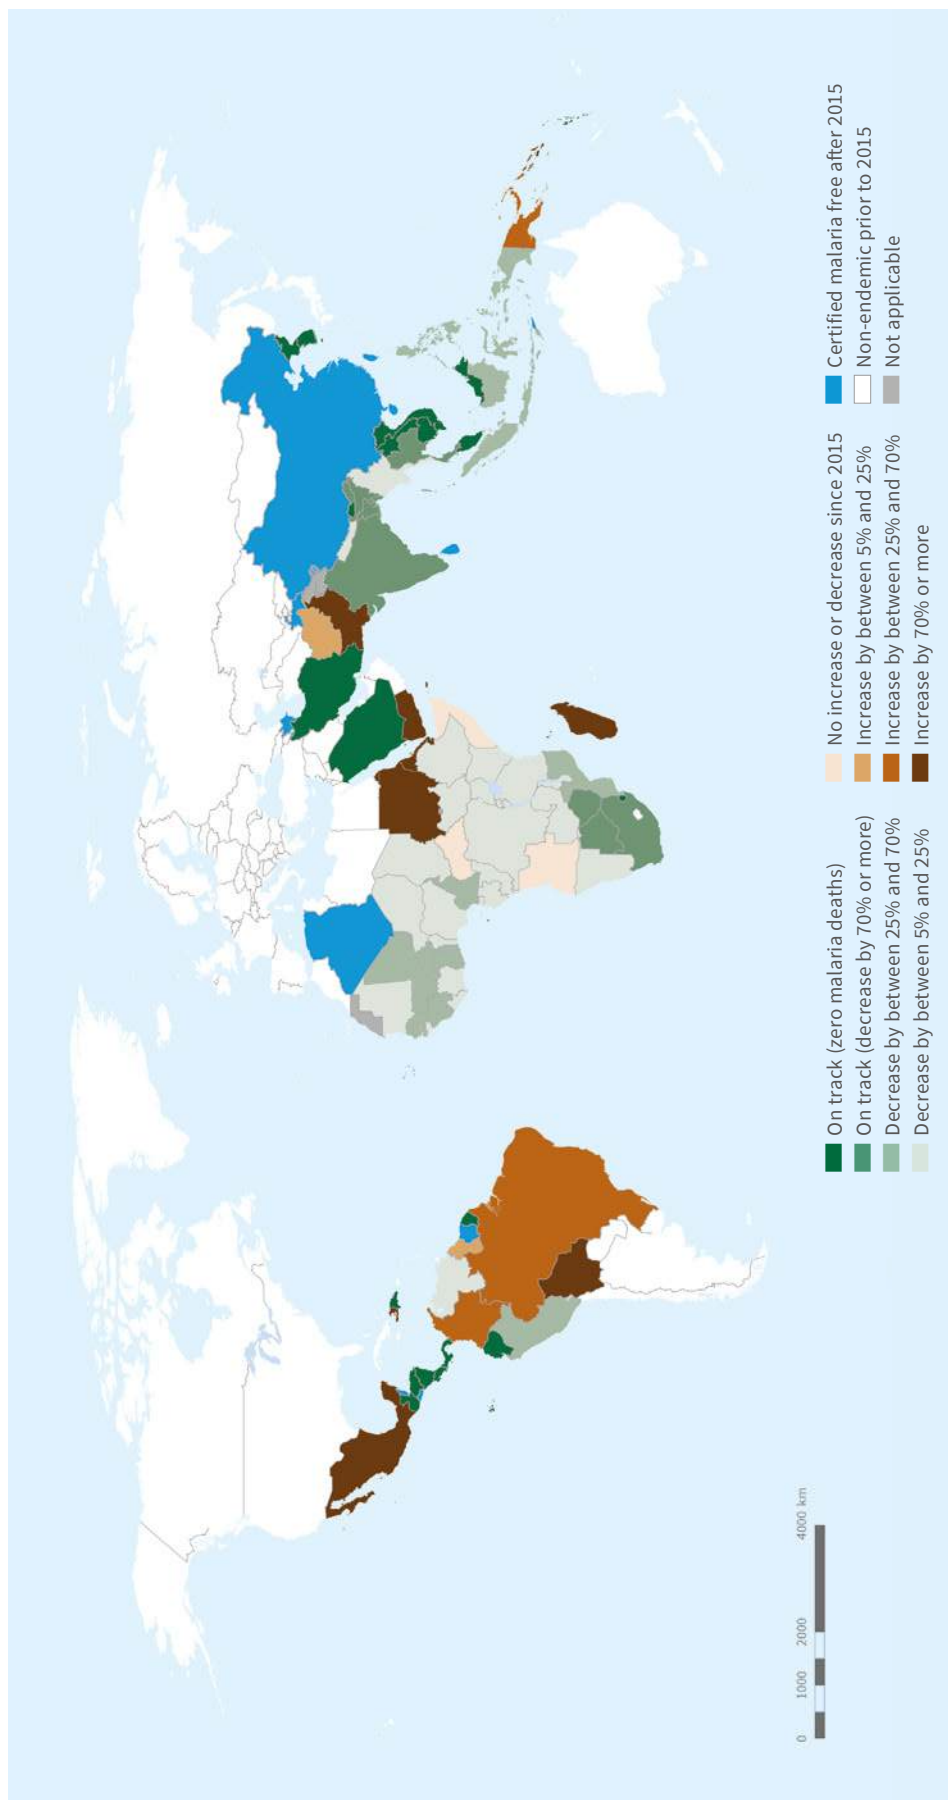 On track (zero malaria deaths)
On track (decrease by 70% or more)
Decrease by between 25% and 70%
Decrease by between 5% and 25%
No increase or decrease since 2015
Increase by between 5% and 25%
Increase by between 25% and 70%
Increase by 70% or more
Certified malaria free after 2015
Non-endemic prior to 2015
Not applicable
0 1000 2000 4000 km